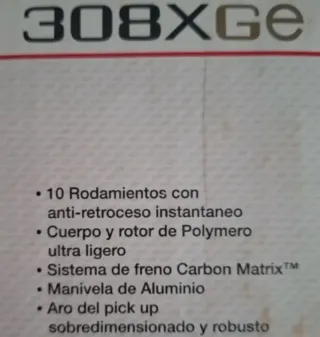 308XGe
• 10 Rodamientos con
anti-retroceso instantaneo
• Cuerpo y rotor de Polymero
ultra ligero
• Sistema de freno Carbon Matrix™
• Manivela de Aluminio
• Aro del pick up
sobredimensionado y robusto